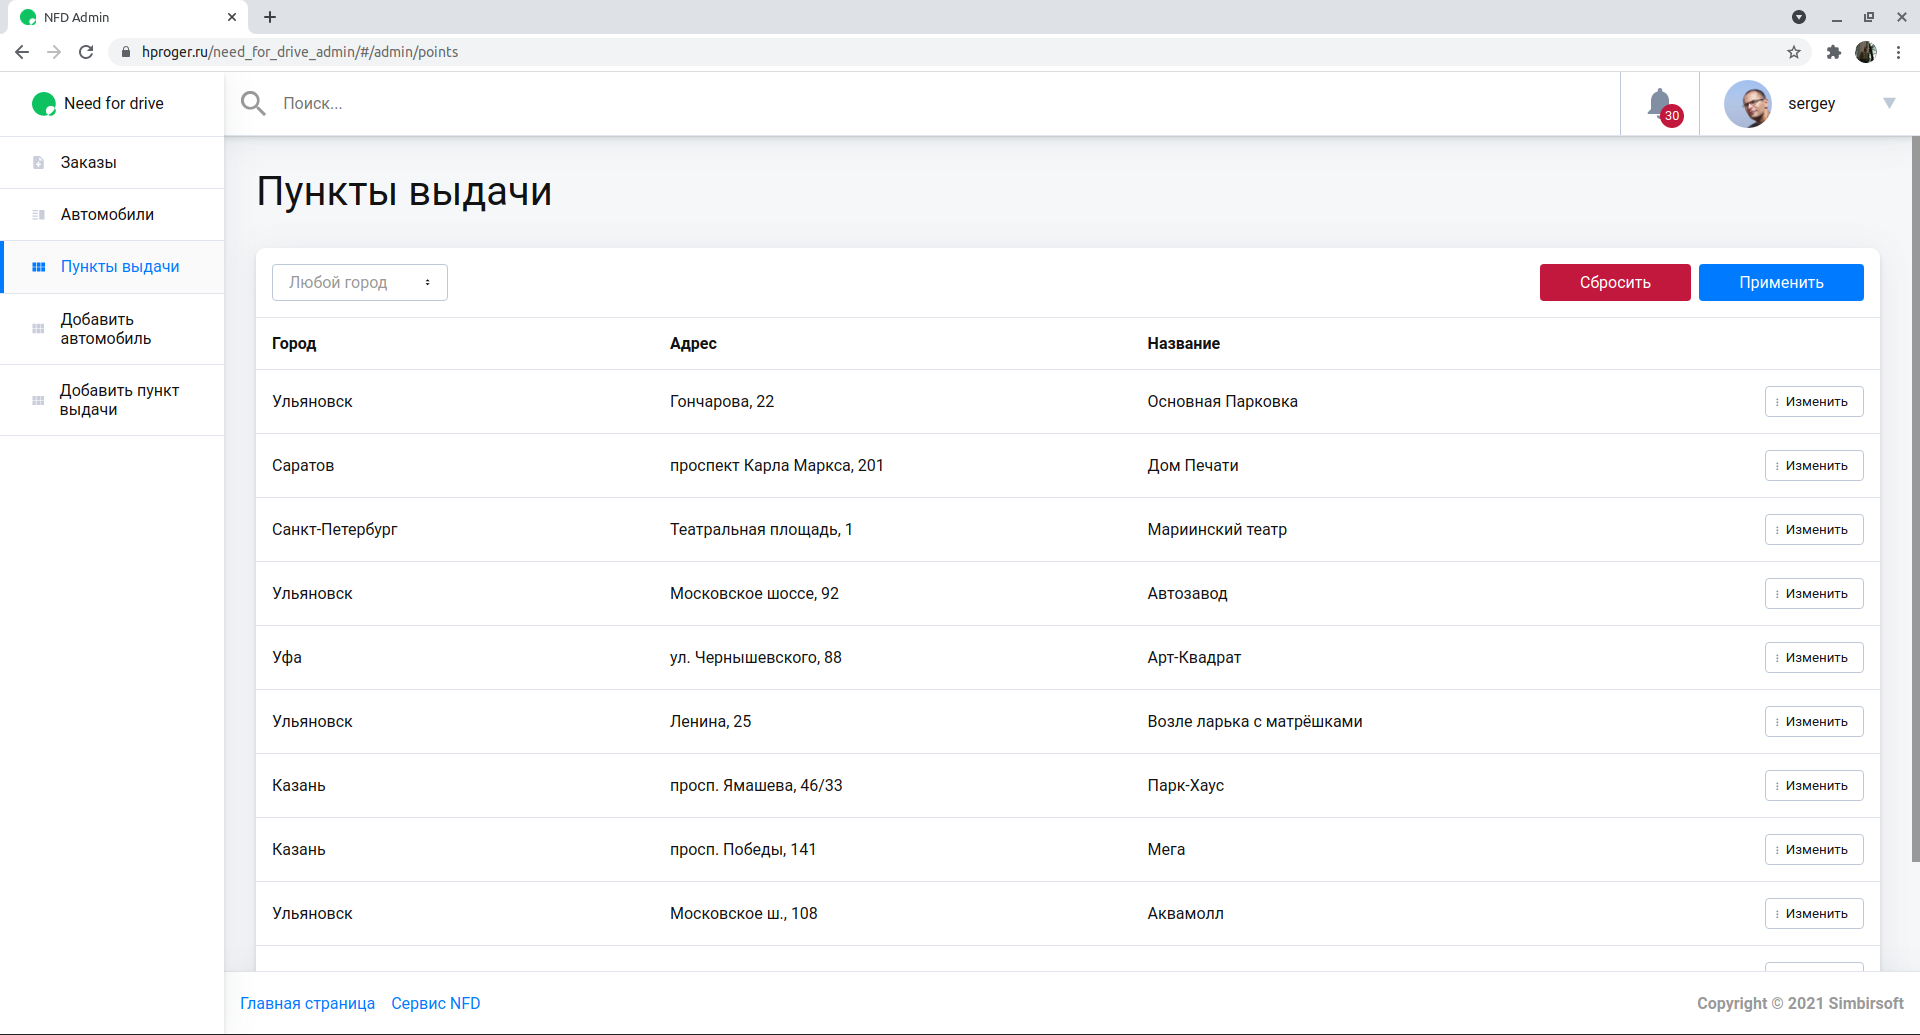 NFD Admin
hproger.ru/need_for_drive_admin/#/admin/points
Need for drive
Поиск...
30
sergey
Заказы
Автомобили
Пункты выдачи
Добавить
автомобиль
Добавить пункт
выдачи
Пункты выдачи
Любой город
Сбросить Применить
Город Адрес Название
Ульяновск Гончарова, 22 Основная Парковка Изменить
Саратов проспект Карла Маркса, 201 Дом Печати Изменить
Санкт-Петербург Театральная площадь, 1 Мариинский театр Изменить
Ульяновск Московское шоссе, 92 Автозавод Изменить
Уфа ул. Чернышевского, 88 Арт-Квадрат Изменить
Ульяновск Ленина, 25 Возле ларька с матрёшками Изменить
Казань просп. Ямашева, 46/33 Парк-Хаус Изменить
Казань просп. Победы, 141 Мега Изменить
Ульяновск Московское ш., 108 Аквамолл Изменить
Главная страница Сервис NFD Copyright © 2021 Simbirsoft